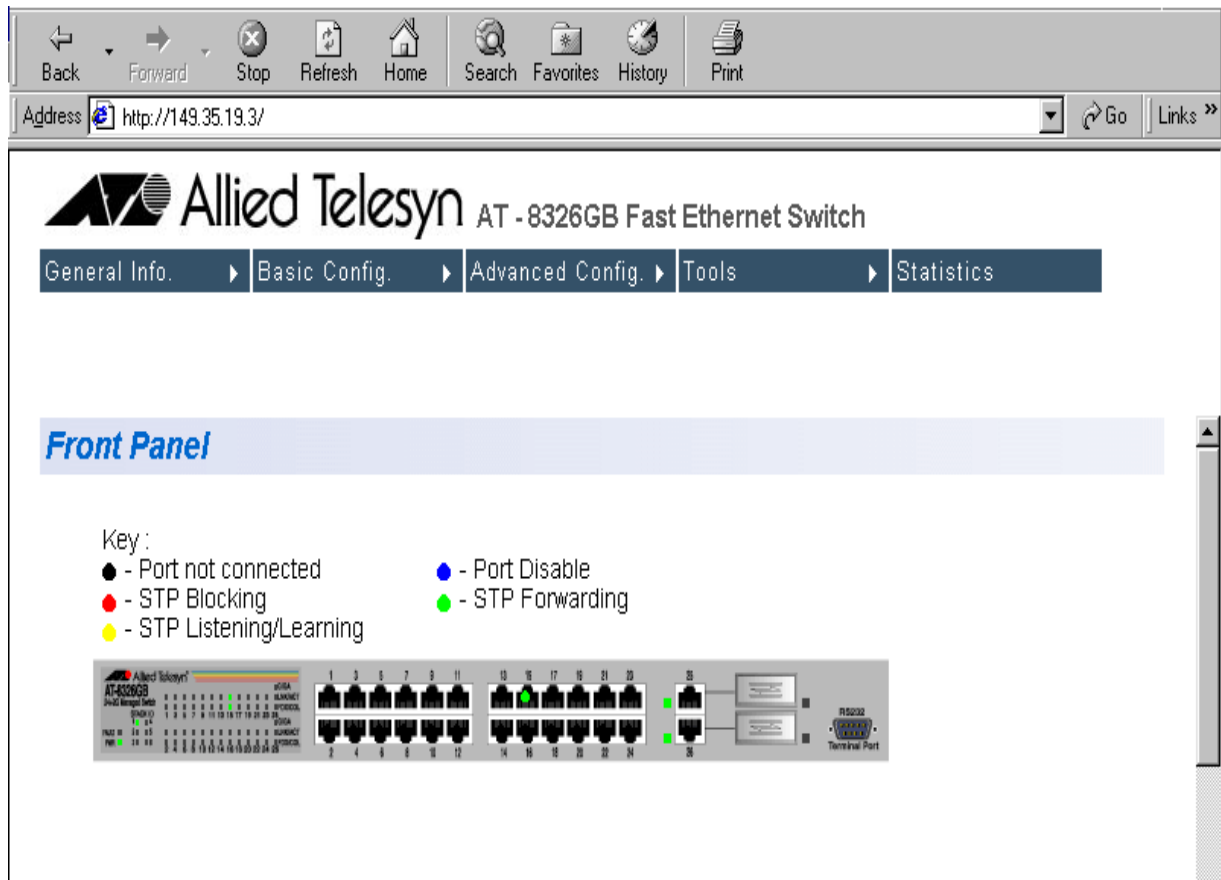 Back Forward Stop Refresh Home Search Favorites History Print
Address http://149.35.19.3/ Go Links »
Allied Telesyn AT - 8326GB Fast Ethernet Switch
General Info. Basic Config. Advanced Config. Tools Statistics
Front Panel
Key :
- Port not connected - Port Disable
- STP Blocking - STP Forwarding
- STP Listening/Learning
Allied Telesyn
AT-8326GB
1 3 5 7 9 11 13 15 17 19 21 23 25
RS232
Terminal Port
2 4 6 8 10 12 14 16 18 20 22 24 26